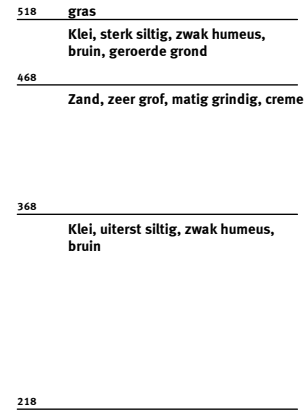 518 gras
Klei, sterk siltig, zwak humeus,
bruin, geroerde grond
468
Zand, zeer grof, matig grindig, creme
368
Klei, uiterst siltig, zwak humeus,
bruin
218